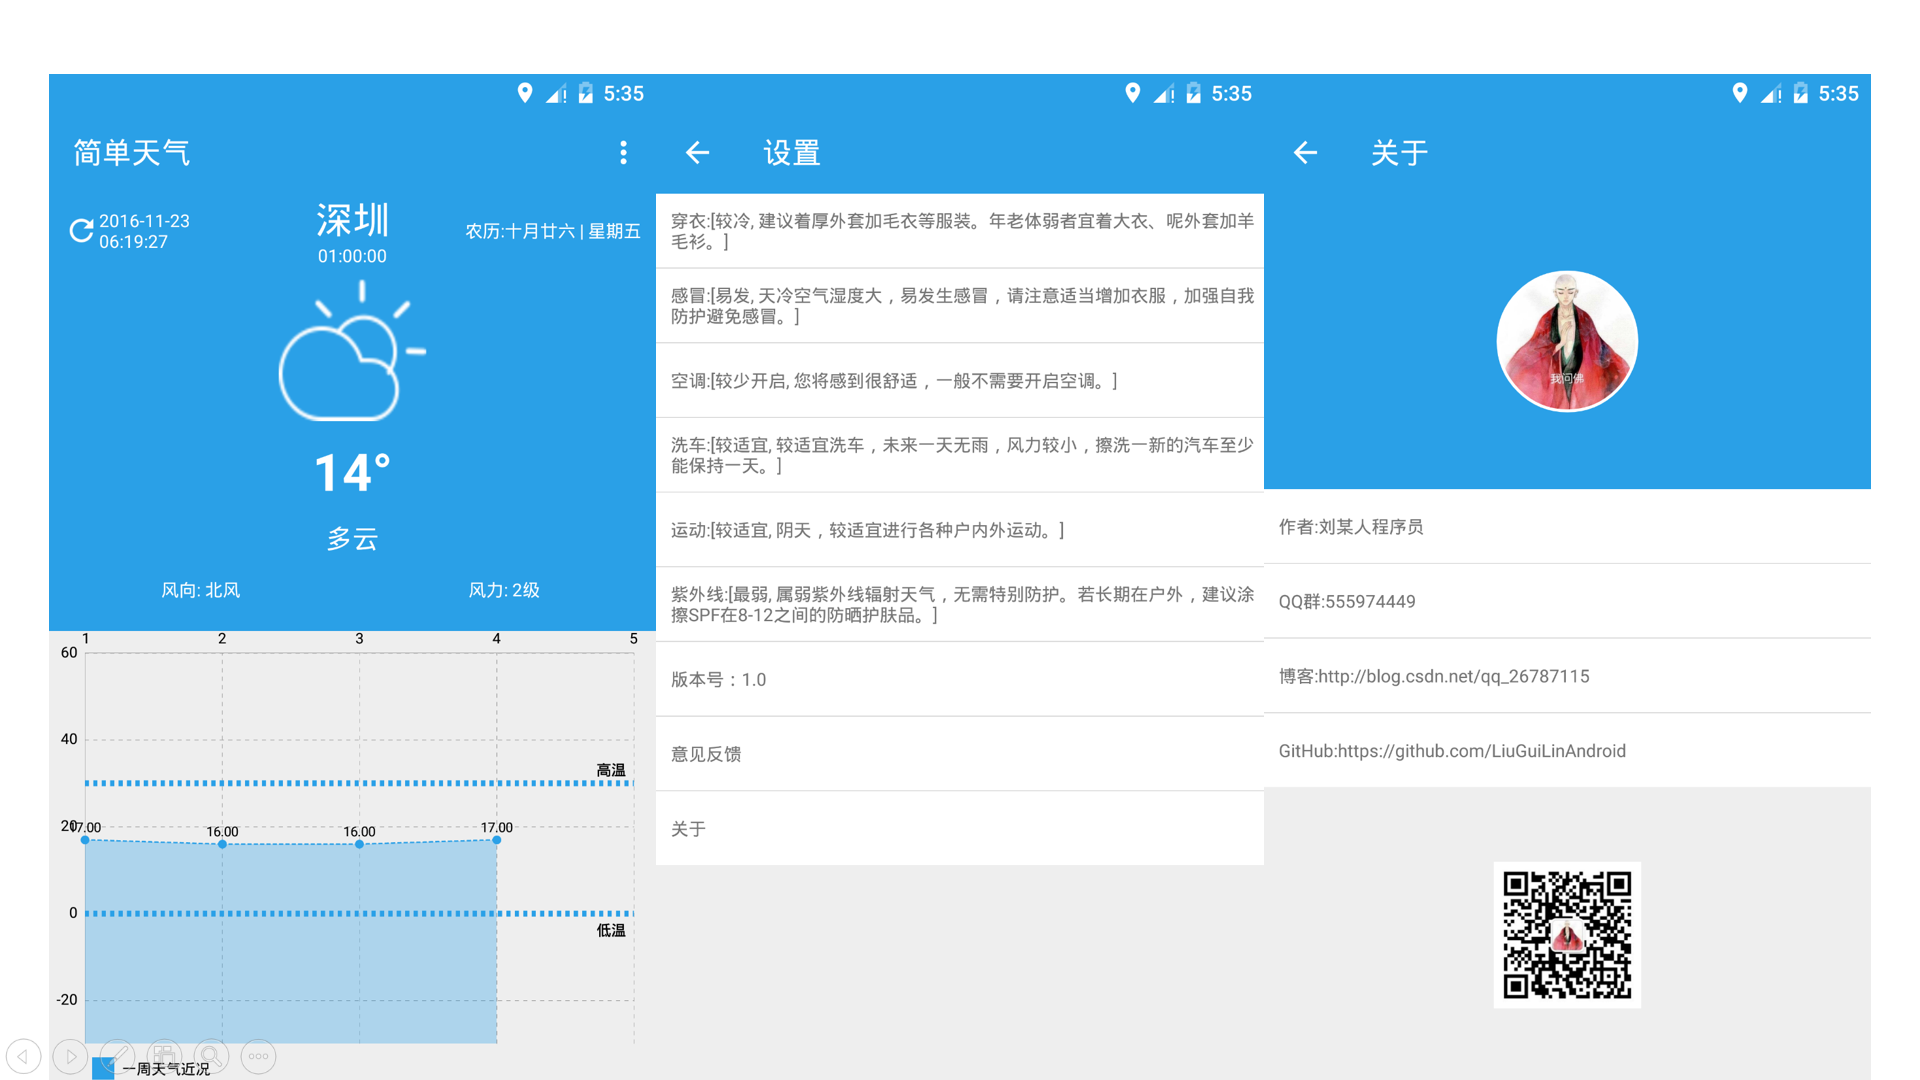 5:35
简单天气
2016-11-23
06:19:27
深圳
01:00:00
农历:十月廿六 | 星期五
14°
多云
风向: 北风
风力: 2级
1 2 3 4 5
60
40
高温
20
17.00 16.00 16.00 17.00
0
低温
-20
一周天气近况
5:35
设置
穿衣:[较冷, 建议着厚外套加毛衣等服装。年老体弱者宜着大衣、呢外套加羊
毛衫。]
感冒:[易发, 天冷空气湿度大，易发生感冒，请注意适当增加衣服，加强自我
防护避免感冒。]
空调:[较少开启, 您将感到很舒适，一般不需要开启空调。]
洗车:[较适宜, 较适宜洗车，未来一天无雨，风力较小，擦洗一新的汽车至少
能保持一天。]
运动:[较适宜, 阴天，较适宜进行各种户内外运动。]
紫外线:[最弱, 属弱紫外线辐射天气，无需特别防护。若长期在户外，建议涂
擦SPF在8-12之间的防晒护肤品。]
版本号：1.0
意见反馈
关于
5:35
关于
我问佛
作者:刘某人程序员
QQ群:555974449
博客:http://blog.csdn.net/qq_26787115
GitHub:https://github.com/LiuGuiLinAndroid